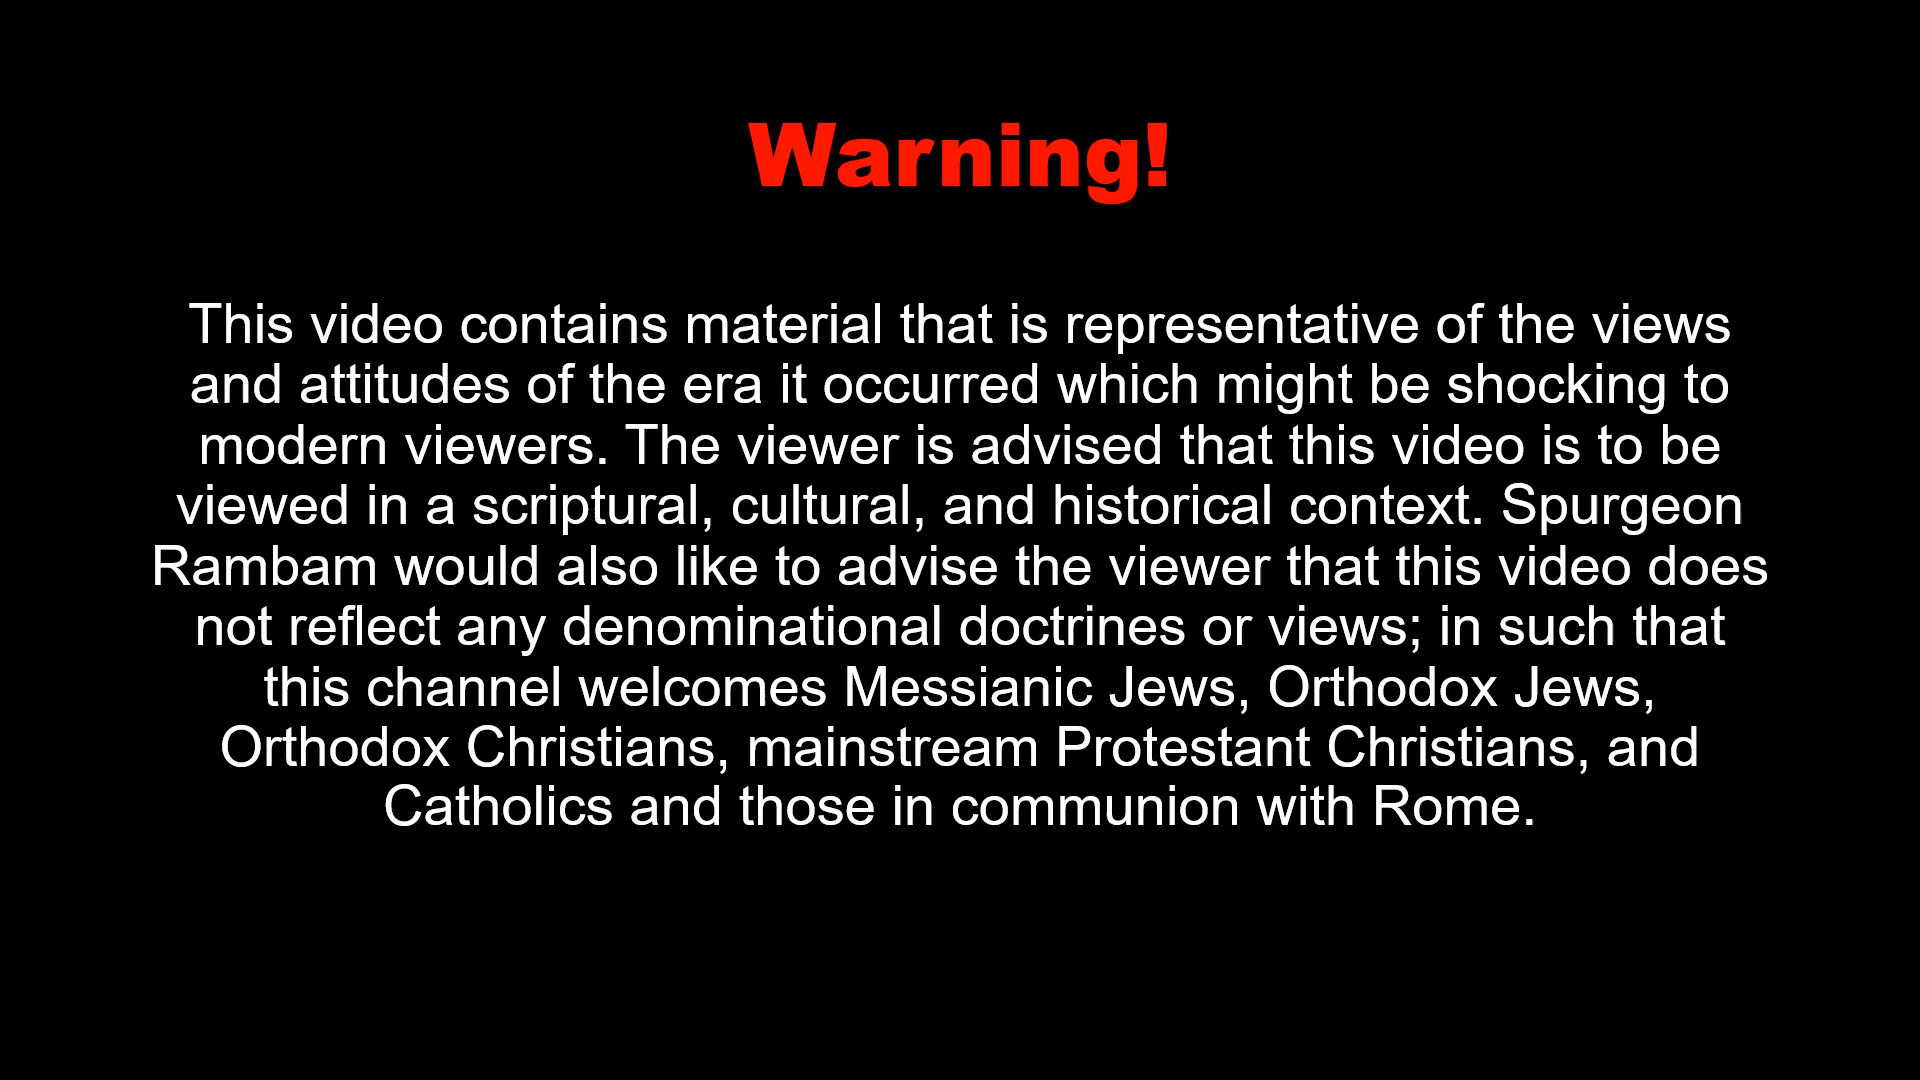 Warning!
This video contains material that is representative of the views
and attitudes of the era it occurred which might be shocking to
modern viewers. The viewer is advised that this video is to be
viewed in a scriptural, cultural, and historical context. Spurgeon
Rambam would also like to advise the viewer that this video does
not reflect any denominational doctrines or views; in such that
this channel welcomes Messianic Jews, Orthodox Jews,
Orthodox Christians, mainstream Protestant Christians, and
Catholics and those in communion with Rome.